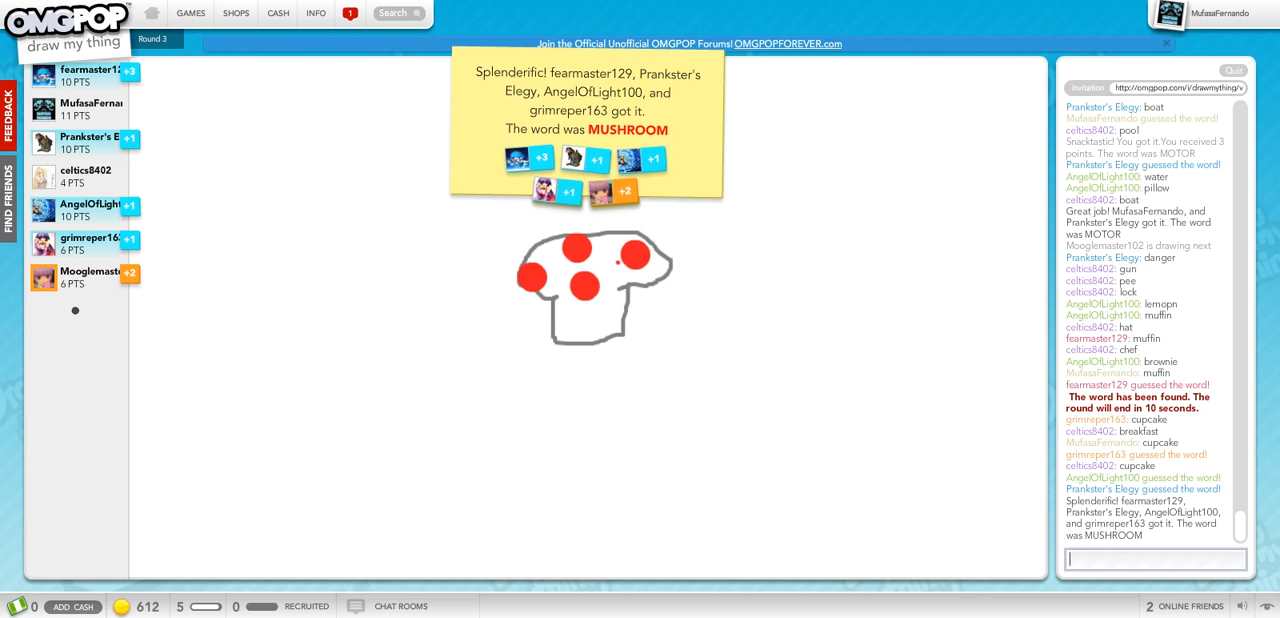 OMGPOP™
draw my thing
GAMES
SHOPS
CASH
INFO
1
Search
MufasaFernando
Round 3
Join the Official Unofficial OMGPOP Forums! OMGPOPFOREVER.com
FEEDBACK
FIND FRIENDS
fearmaster12
+3
10 PTS
MufasaFernan
11 PTS
Prankster's E
+1
10 PTS
celtics8402
4 PTS
AngelOfLight
+1
10 PTS
grimreper163
+1
6 PTS
Mooglemaste
+2
6 PTS
Splenderific! fearmaster129, Prankster's
Elegy, AngelOfLight100, and
grimreper163 got it.
The word was MUSHROOM
+3 +1 +1
+1 +2
Quit
Invitation http://omgpop.com/i/drawmything/v
Prankster's Elegy: boat
MufasaFernando guessed the word!
celtics8402: pool
Snacktastic! You got it.You received 3
points. The word was MOTOR
Prankster's Elegy guessed the word!
AngelOfLight100: water
AngelOfLight100: pillow
celtics8402: boat
Great job! MufasaFernando, and
Prankster's Elegy got it. The word
was MOTOR
Mooglemaster102 is drawing next
Prankster's Elegy: danger
celtics8402: gun
celtics8402: pee
celtics8402: lock
AngelOfLight100: lemopn
AngelOfLight100: muffin
celtics8402: hat
fearmaster129: muffin
celtics8402: chef
AngelOfLight100: brownie
MufasaFernando: muffin
fearmaster129 guessed the word!
The word has been found. The
round will end in 10 seconds.
grimreper163: cupcake
celtics8402: breakfast
MufasaFernando: cupcake
grimreper163 guessed the word!
celtics8402: cupcake
AngelOfLight100 guessed the word!
Prankster's Elegy guessed the word!
Splenderific! fearmaster129,
Prankster's Elegy, AngelOfLight100,
and grimreper163 got it. The word
was MUSHROOM
0 ADD CASH 612 5 0 RECRUITED CHAT ROOMS 2 ONLINE FRIENDS